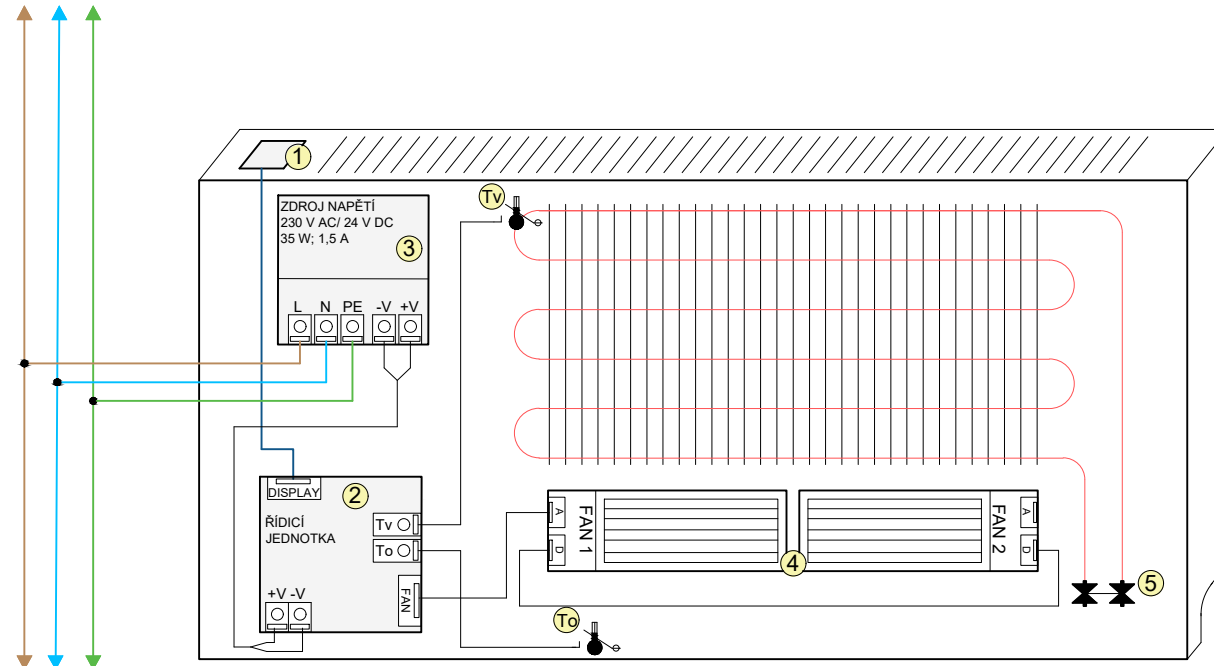 1
ZDROJ NAPĚTÍ
230 V AC/ 24 V DC
35 W; 1,5 A
3
L N PE -V +V
Tv
DISPLAY
2
ŘÍDICÍ
JEDNOTKA
Tv
To
FAN
+V -V
A
D
FAN 1
4
FAN 2
A
D
5
To